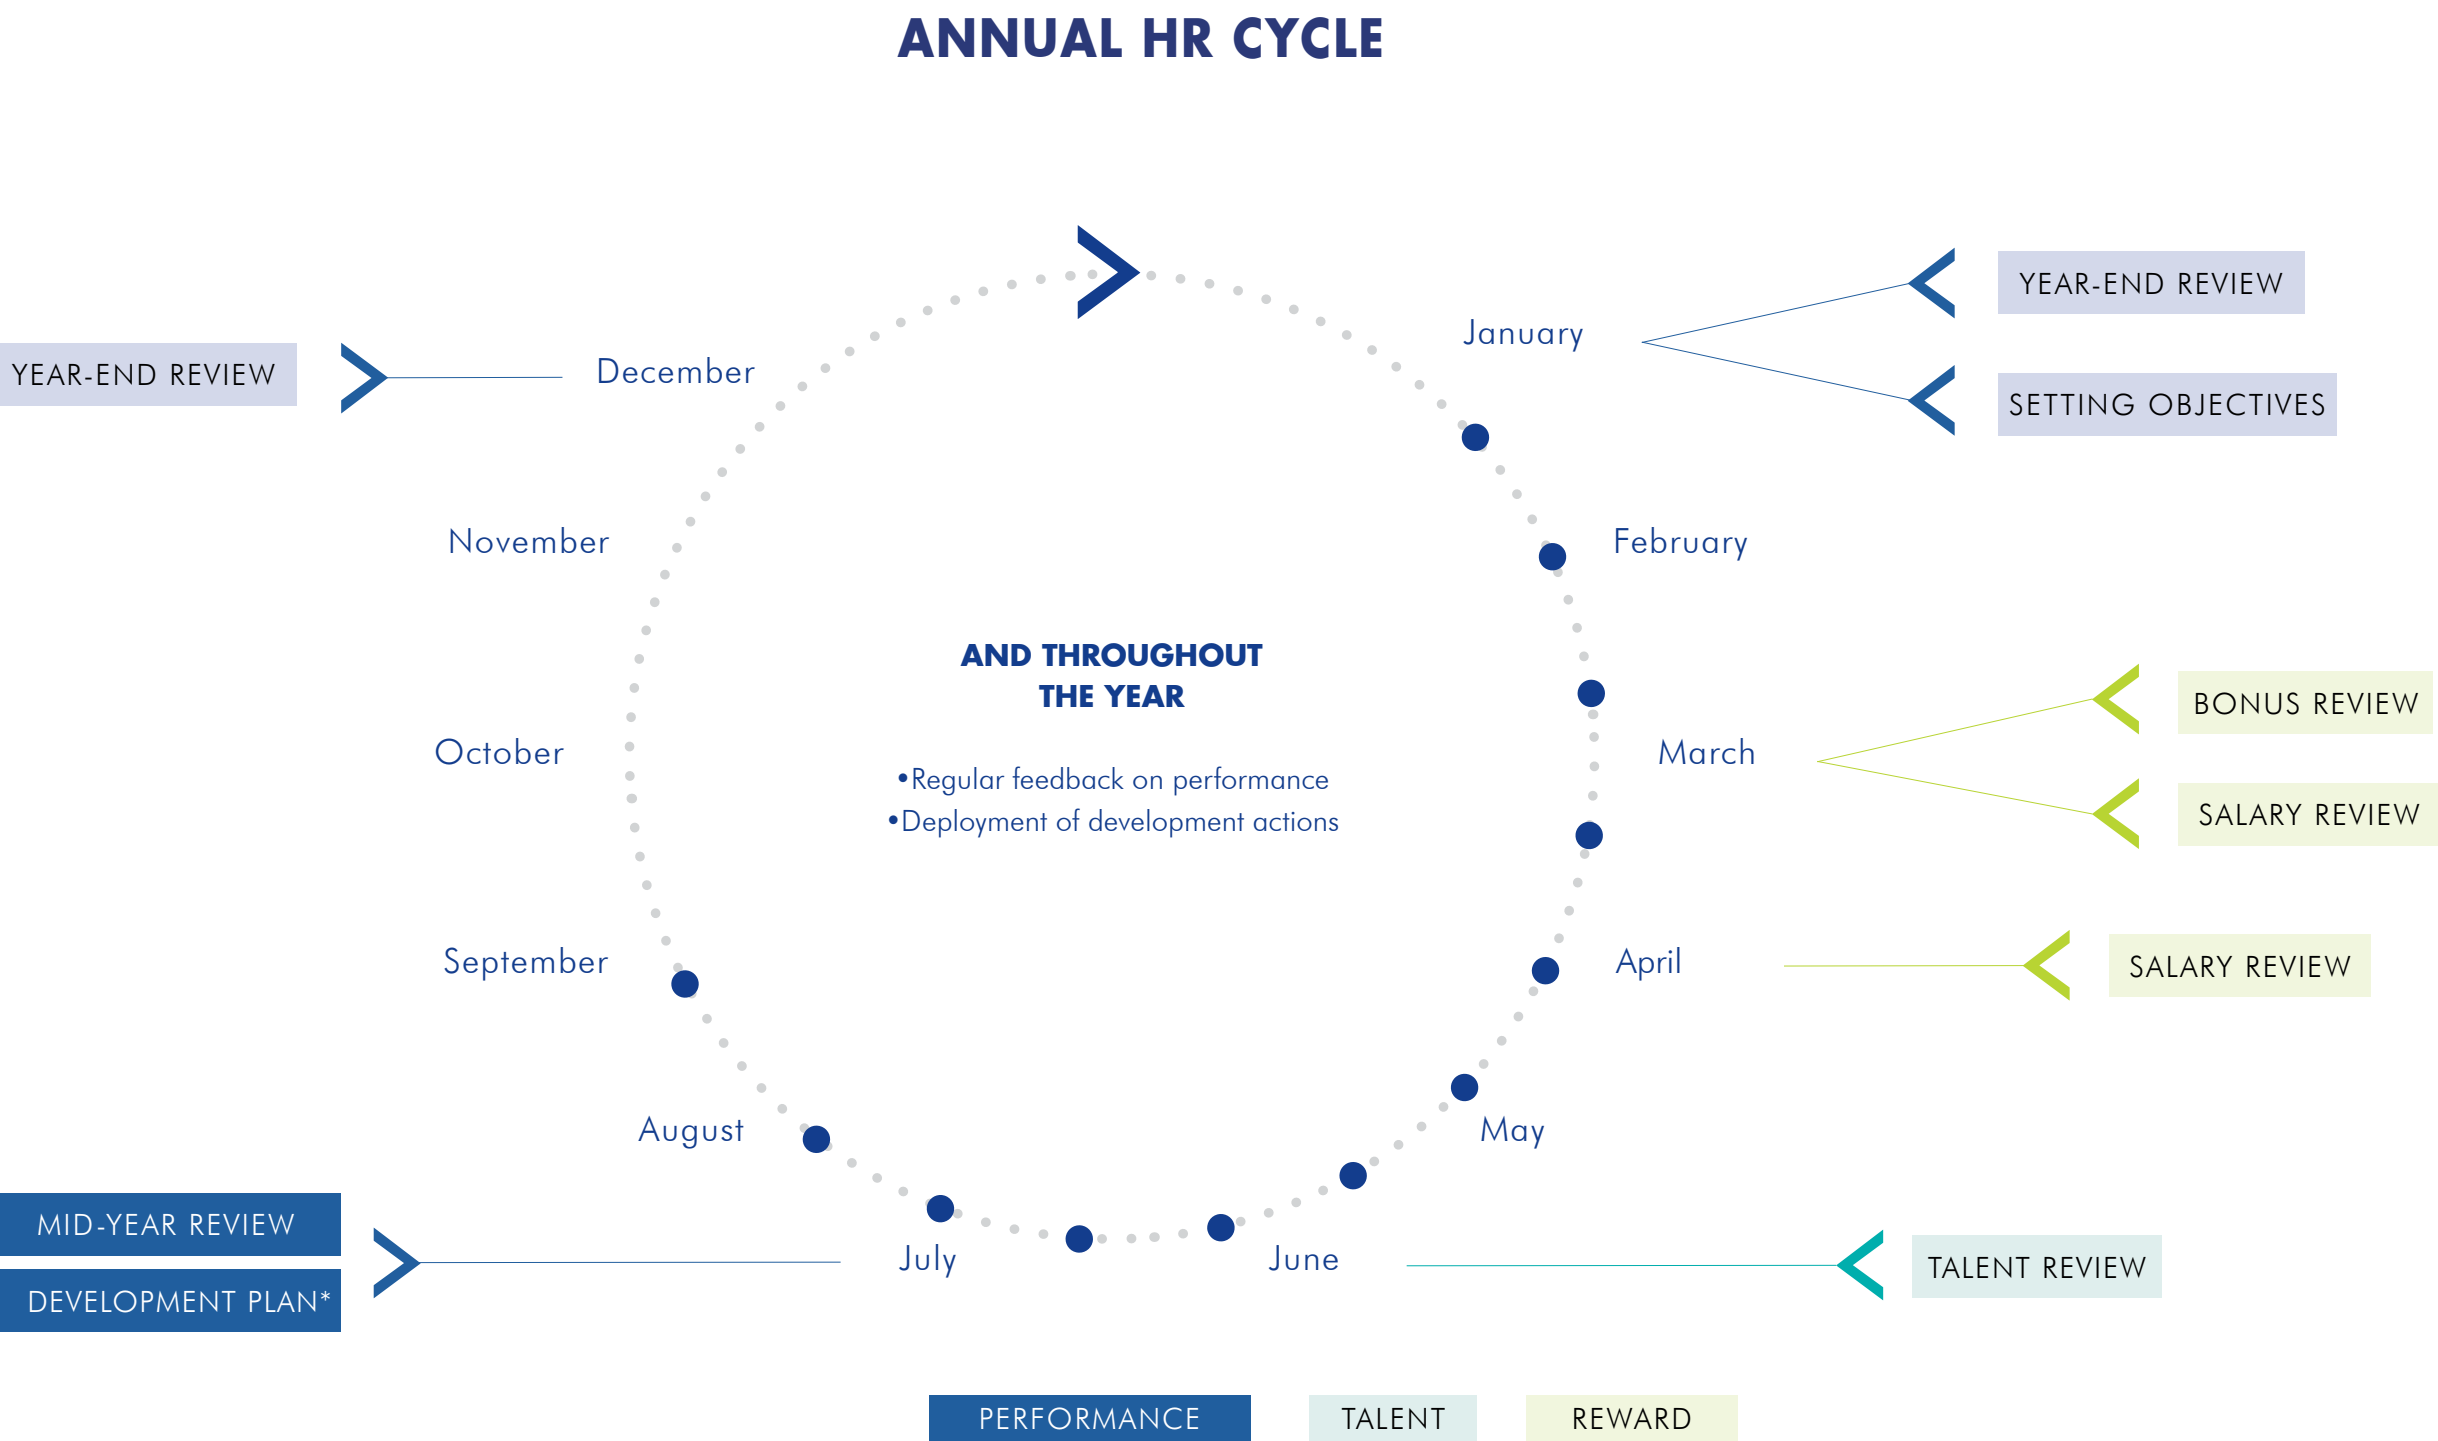 ANNUAL HR CYCLE
January
YEAR-END REVIEW
SETTING OBJECTIVES
February
March
BONUS REVIEW
SALARY REVIEW
April
SALARY REVIEW
May
June
TALENT REVIEW
July
MID-YEAR REVIEW
DEVELOPMENT PLAN*
August
September
October
November
December
YEAR-END REVIEW
AND THROUGHOUT
THE YEAR
•Regular feedback on performance
•Deployment of development actions
PERFORMANCE
TALENT
REWARD